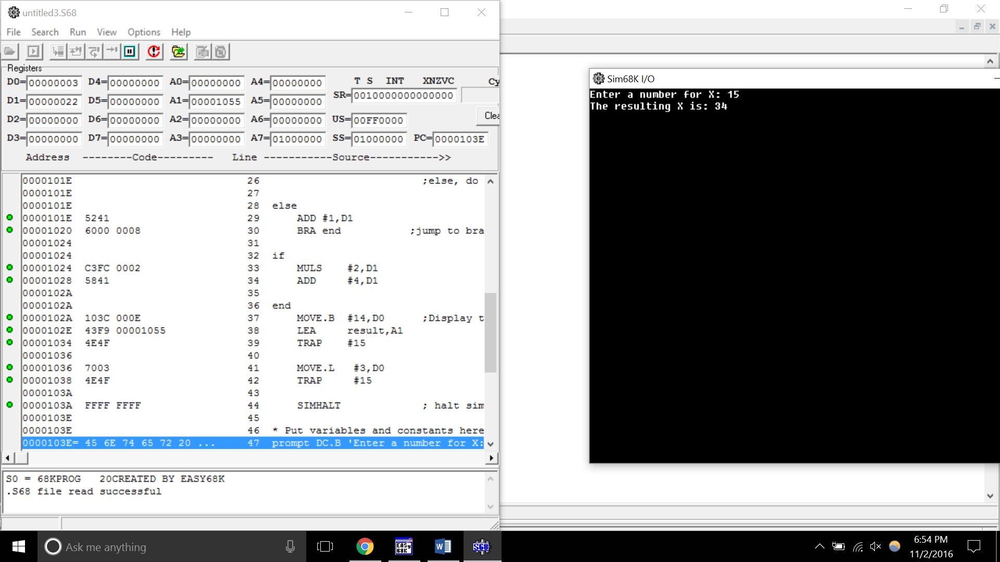 untitled3.S68
File Search Run View Options Help
Registers
D0= 00000003 D4= 00000000 A0= 00000000 A4= 00000000 T S INT XNZVC Cy
D1= 00000022 D5= 00000000 A1= 00001055 A5= 00000000 SR= 0010000000000000
D2= 00000000 D6= 00000000 A2= 00000000 A6= 00000000 US= 00FF0000 Clea
D3= 00000000 D7= 00000000 A3= 00000000 A7= 01000000 SS= 01000000 PC= 0000103E
Address --------Code--------- Line -----------Source----------->>
0000101E 26 ;else, do
0000101E 27
0000101E 28 else
0000101E 5241 29 ADD #1,D1
00001020 6000 0008 30 BRA end ;jump to bra
00001024 31
00001024 32 if
00001024 C3FC 0002 33 MULS #2,D1
00001028 5841 34 ADD #4,D1
0000102A 35
0000102A 36 end
0000102A 103C 000E 37 MOVE.B #14,D0 ;Display t
0000102E 43F9 00001055 38 LEA result,A1
00001034 4E4F 39 TRAP #15
00001036 40
00001036 7003 41 MOVE.L #3,D0
00001038 4E4F 42 TRAP #15
0000103A 43
0000103A FFFF FFFF 44 SIMHALT ; halt sim
0000103E 45
0000103E 46 * Put variables and constants here
0000103E= 45 6E 74 65 72 20 ... 47 prompt DC.B 'Enter a number for X:
S0 = 68KPROG 20CREATED BY EASY68K
.S68 file read successful
Sim68K I/O
Enter a number for X: 15
The resulting X is: 34
Ask me anything
EASy
68K
W
S68
6:54 PM
11/2/2016